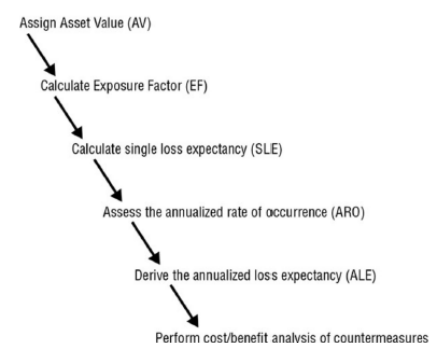 Assign Asset Value (AV)
Calculate Exposure Factor (EF)
Calculate single loss expectancy (SLE)
Assess the annualized rate of occurrence (ARO)
Derive the annualized loss expectancy (ALE)
Perform cost/benefit analysis of countermeasures